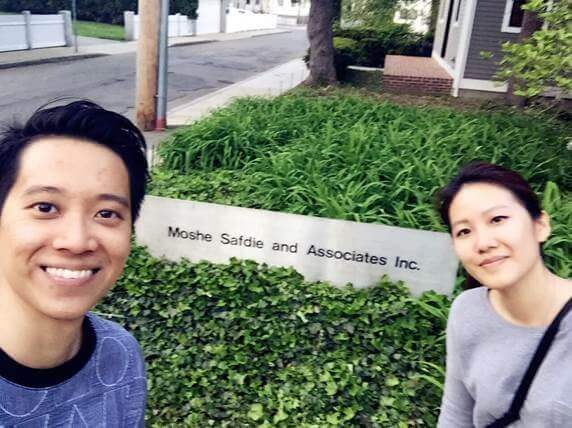 Moshe Safdie and Associates Inc.